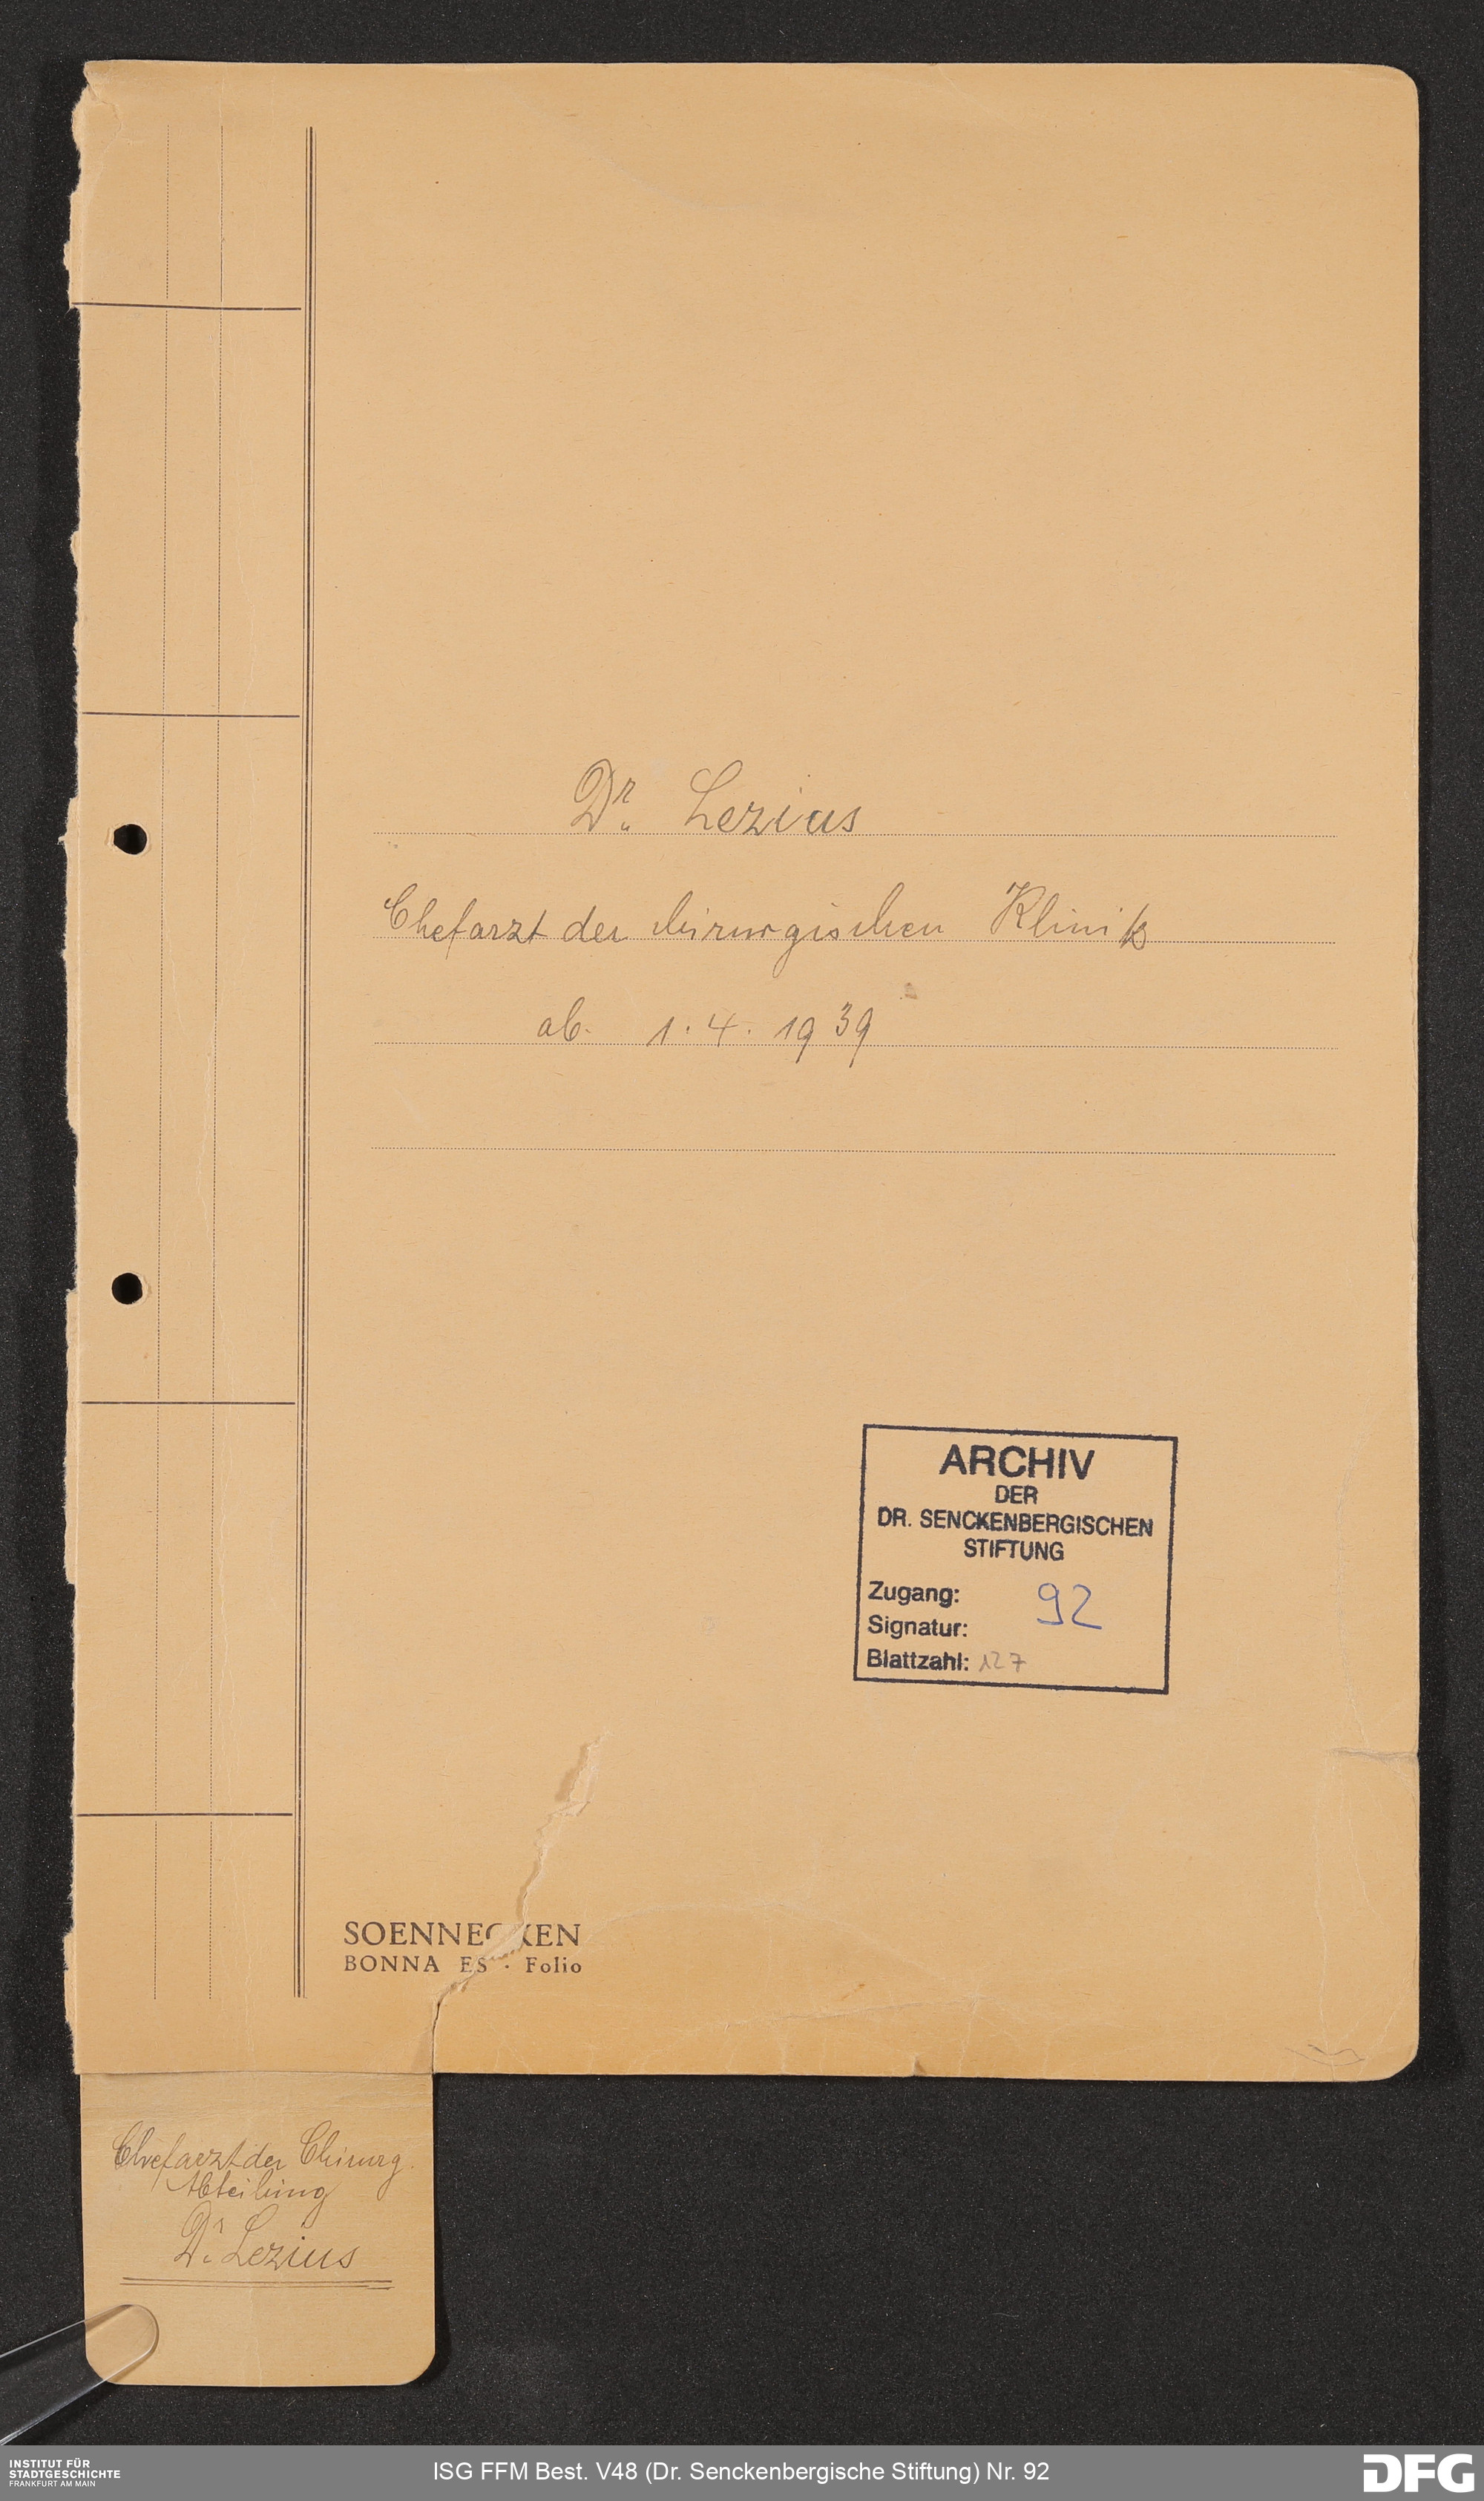 Dr. Lezius
Chefarzt der chirurgischen Klinik
ab. 1.4.1939
ARCHIV
DER
DR. SENCKENBERGISCHEN
STIFTUNG
Zugang: 92
Signatur:
Blattzahl: 127
SOENNECKEN
BONNA ES · Folio
Chefarzt der Chirurg.
Abteilung
Dr. Lezius
INSTITUT FÜR
STADTGESCHICHTE
FRANKFURT AM MAIN
ISG FFM Best. V48 (Dr. Senckenbergische Stiftung) Nr. 92
DFG